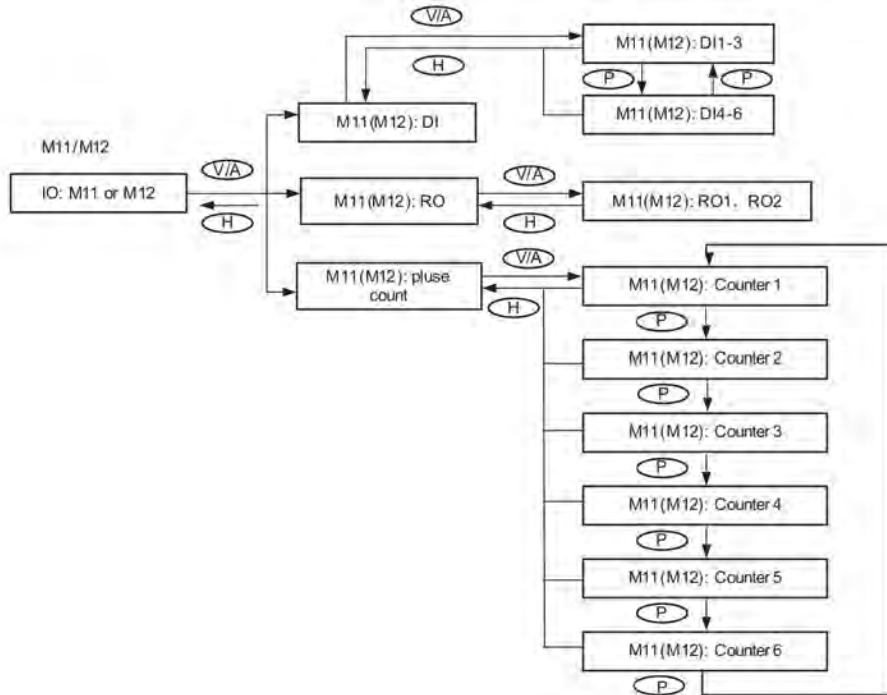 V/A
M11(M12): DI1-3
H
P
P
M11(M12): DI4-6
M11(M12): DI
M11/M12
V/A
IO: M11 or M12
H
M11(M12): RO
V/A
H
M11(M12): RO1, RO2
M11(M12): pluse
count
V/A
H
M11(M12): Counter 1
P
M11(M12): Counter 2
P
M11(M12): Counter 3
P
M11(M12): Counter 4
P
M11(M12): Counter 5
P
M11(M12): Counter 6
P